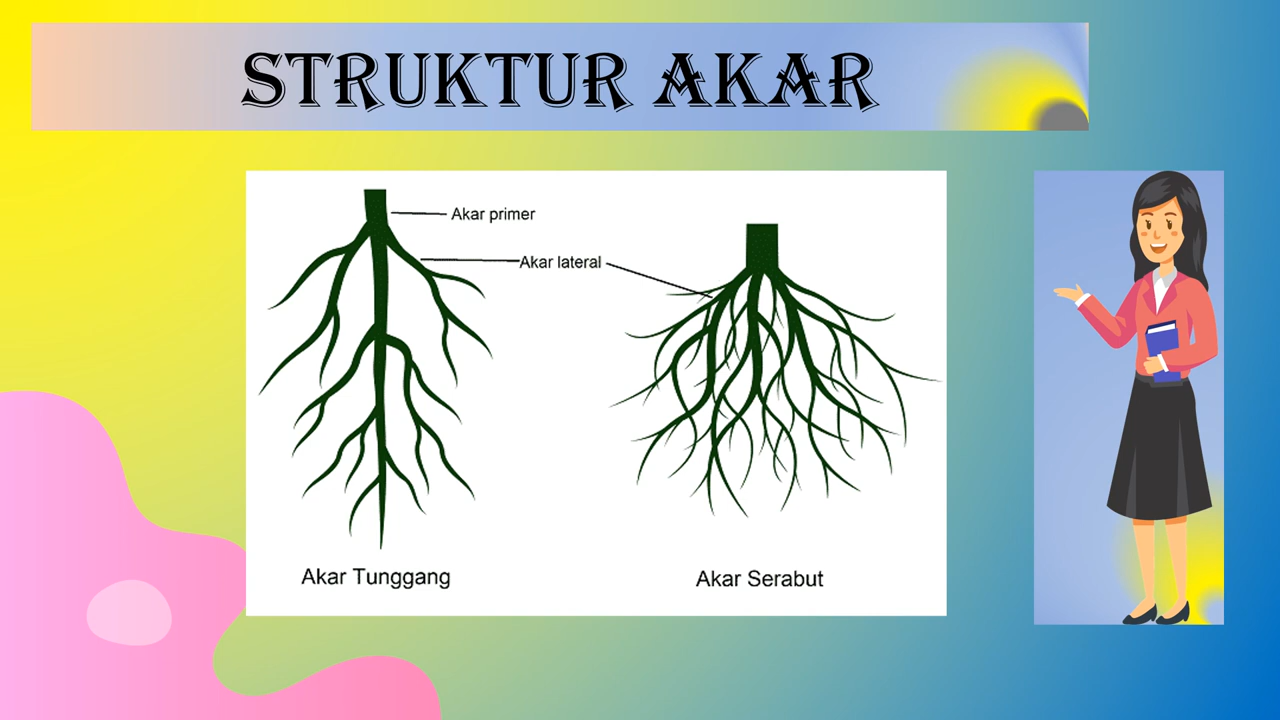 STRUKTUR AKAR
Akar primer
Akar lateral
Akar Tunggang
Akar Serabut